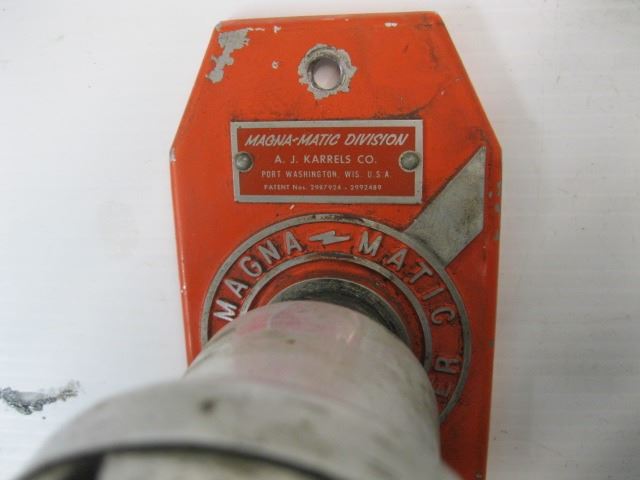 MAGNA-MATIC DIVISION
A. J. KARRELS CO.
PORT WASHINGTON, WIS. U.S.A.
PATENT Nos. 2987924 - 2992489
MAGNA MATIC